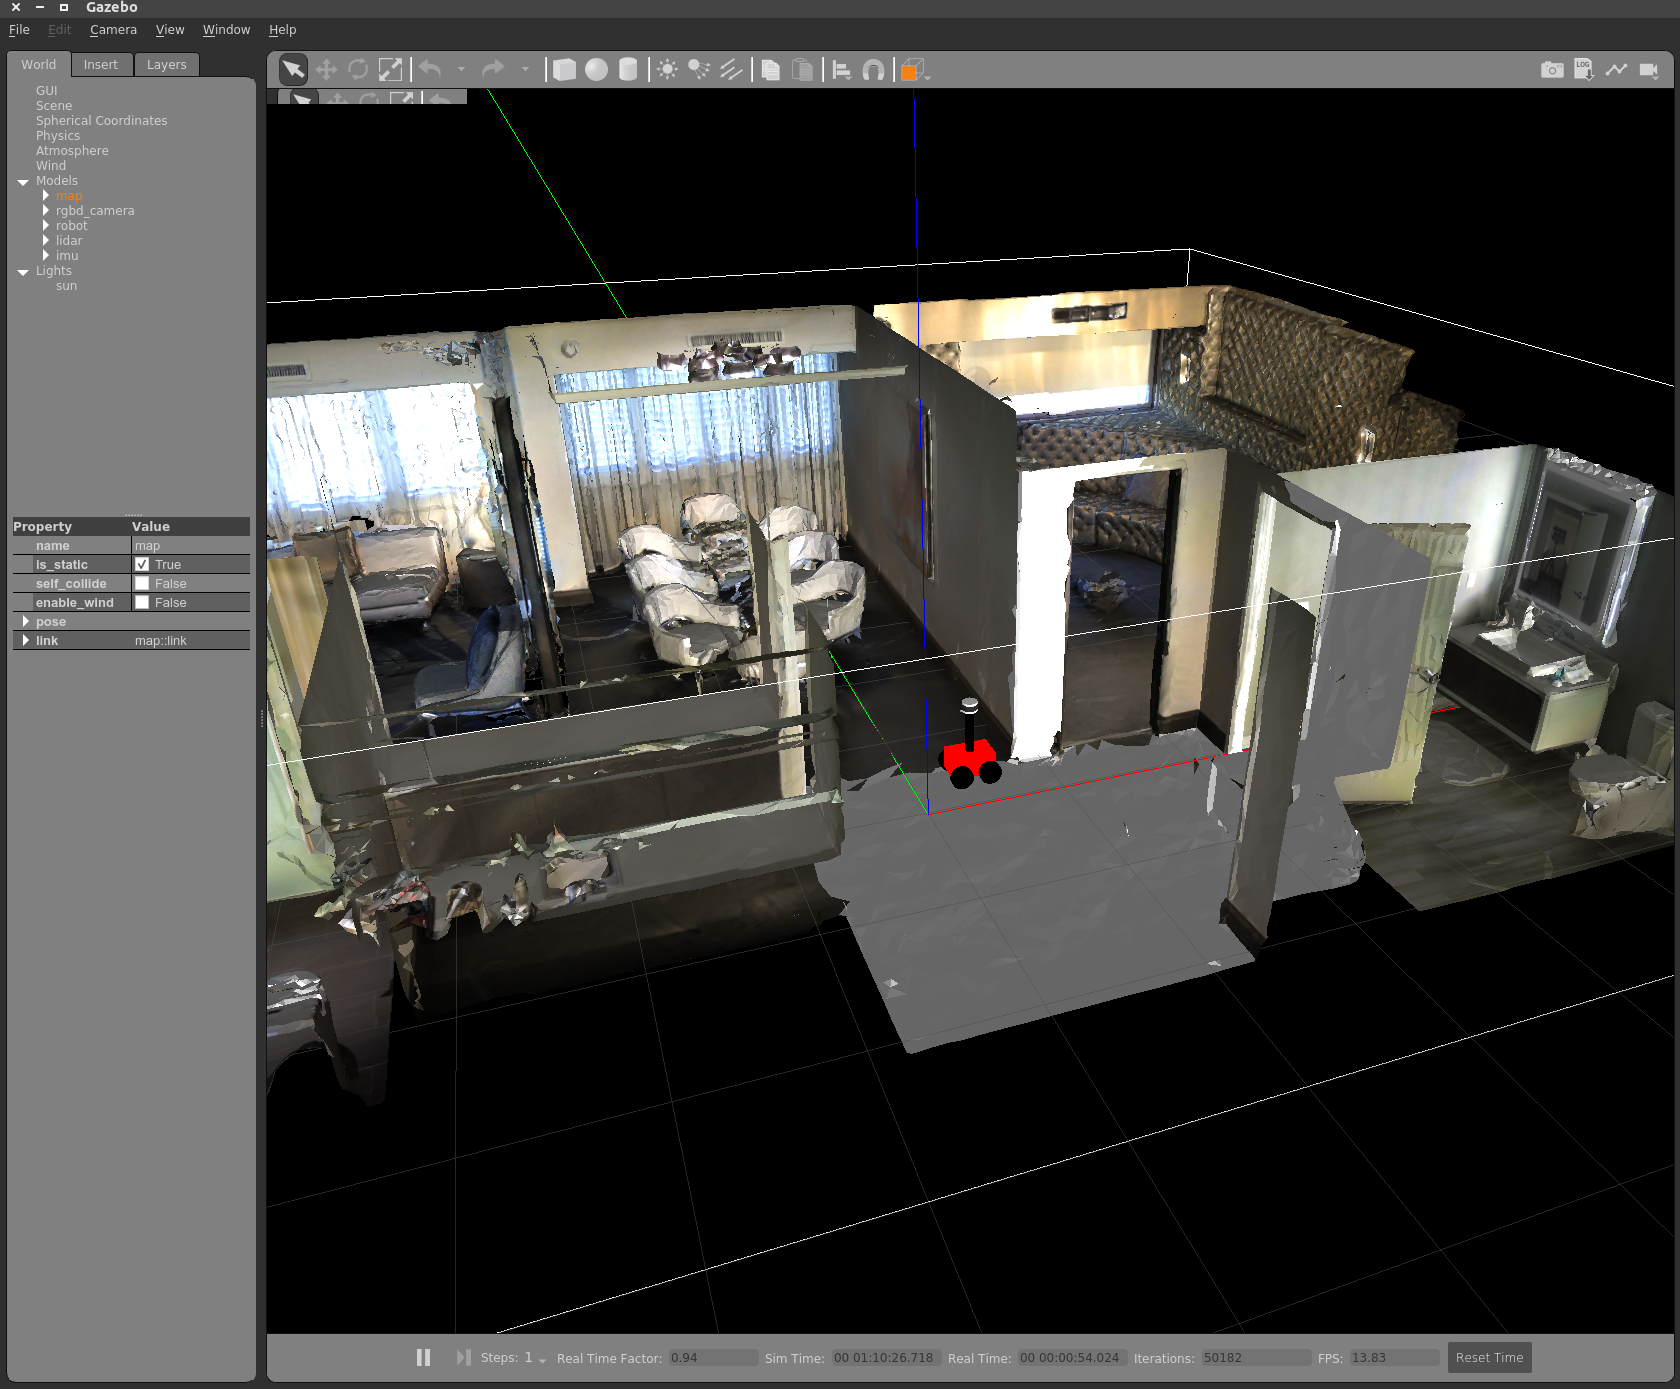 Gazebo
File Edit Camera View Window Help
World Insert Layers
GUI
Scene
Spherical Coordinates
Physics
Atmosphere
Wind
Models
map
rgbd_camera
robot
lidar
imu
Lights
sun
Property Value
name map
is_static True
self_collide False
enable_wind False
pose
link map::link
LOG
Steps: 1 Real Time Factor: 0.94 Sim Time: 00 01:10:26.718 Real Time: 00 00:00:54.024 Iterations: 50182 FPS: 13.83 Reset Time